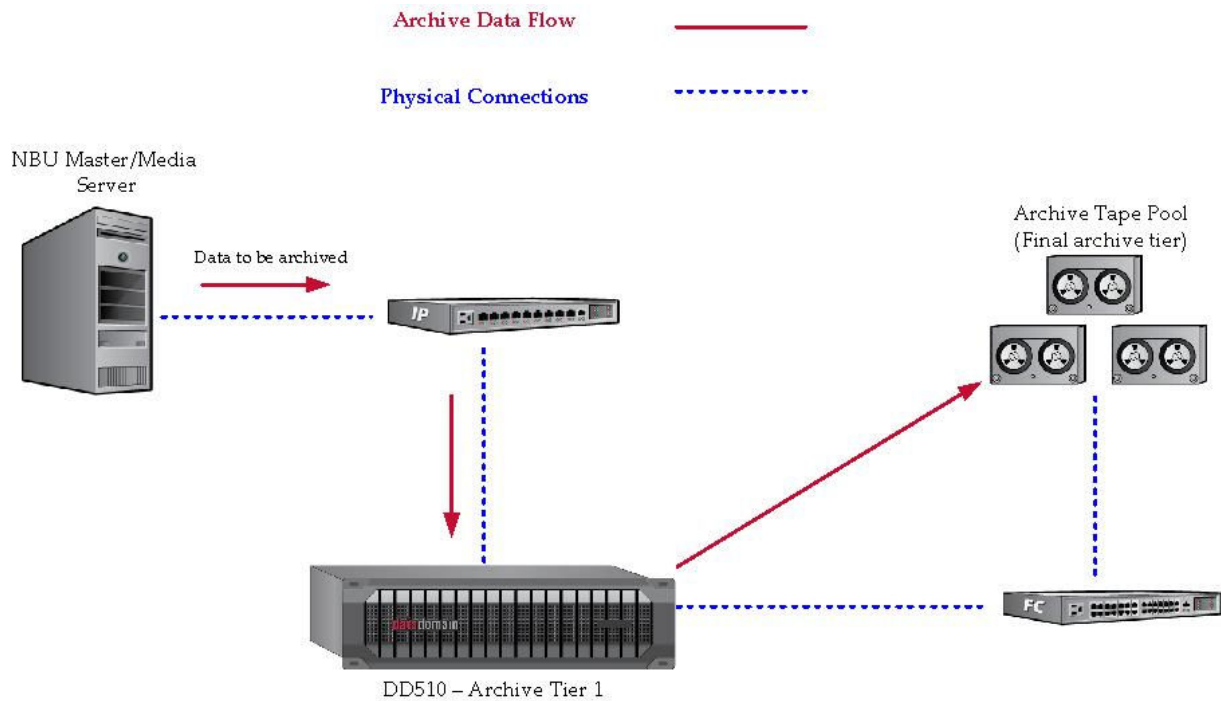 Archive Data Flow
Physical Connections
NBU Master/Media
Server
Data to be archived
IP
Archive Tape Pool
(Final archive tier)
datadomain
FC
DD510 – Archive Tier 1